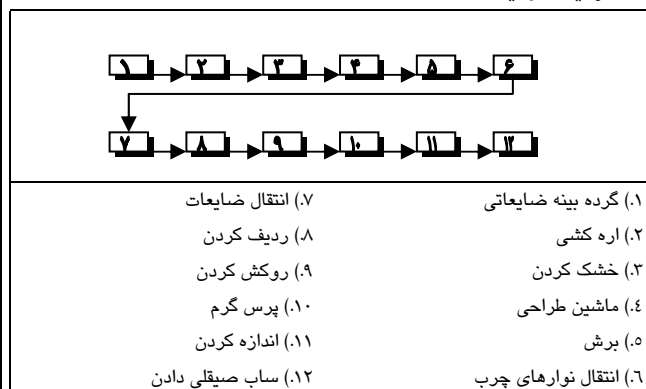 ۱ ۲ ۳ ۴ ۵ ۶
۷ ۸ ۹ ۱۰ ۱۱ ۱۲
۱.) گرده بینه ضایعاتی
۲.) اره کشی
۳.) خشک کردن
٤.) ماشین طراحی
۵.) برش
٦.) انتقال نوارهای چرب
۷.) انتقال ضایعات
۸.) ردیف کردن
۹.) روکش کردن
۱۰.) پرس گرم
۱۱.) اندازه کردن
۱۲.) ساب صیقلی دادن